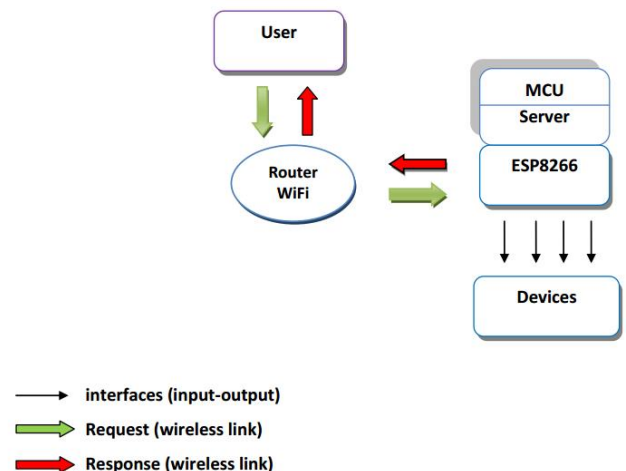 User
MCU
Server
Router
WiFi
ESP8266
Devices
interfaces (input-output)
Request (wireless link)
Response (wireless link)